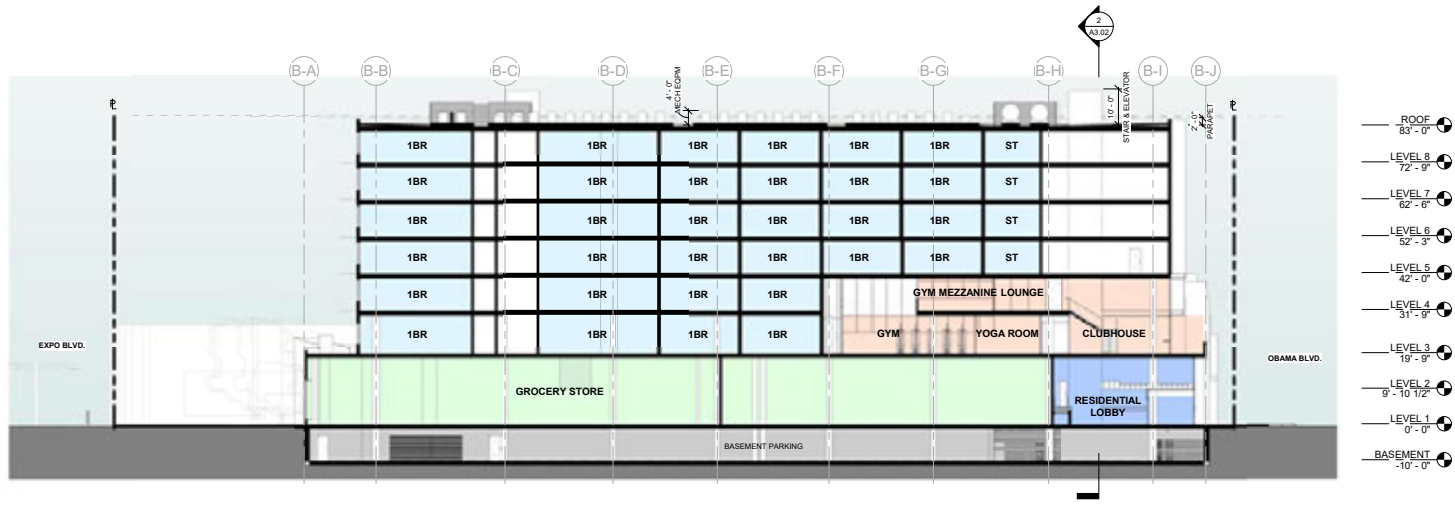 2
A3.02
B-A B-B B-C B-D B-E B-F B-G B-H B-I B-J
PL PL
4' - 0"
MECH EQPM
10' - 0"
STAIR & ELEVATOR
2' - 0"
PARAPET
ROOF
83' - 0"
1BR 1BR 1BR 1BR 1BR 1BR ST
LEVEL 8
72' - 9"
1BR 1BR 1BR 1BR 1BR 1BR ST
LEVEL 7
62' - 6"
1BR 1BR 1BR 1BR 1BR 1BR ST
LEVEL 6
52' - 3"
1BR 1BR 1BR 1BR 1BR 1BR ST
LEVEL 5
42' - 0"
1BR 1BR 1BR 1BR GYM MEZZANINE LOUNGE
LEVEL 4
31' - 9"
1BR 1BR 1BR 1BR GYM YOGA ROOM CLUBHOUSE
EXPO BLVD.
OBAMA BLVD.
LEVEL 3
19' - 9"
GROCERY STORE
LEVEL 2
9' - 10 1/2"
RESIDENTIAL
LOBBY
LEVEL 1
0' - 0"
BASEMENT PARKING
BASEMENT
-10' - 0"